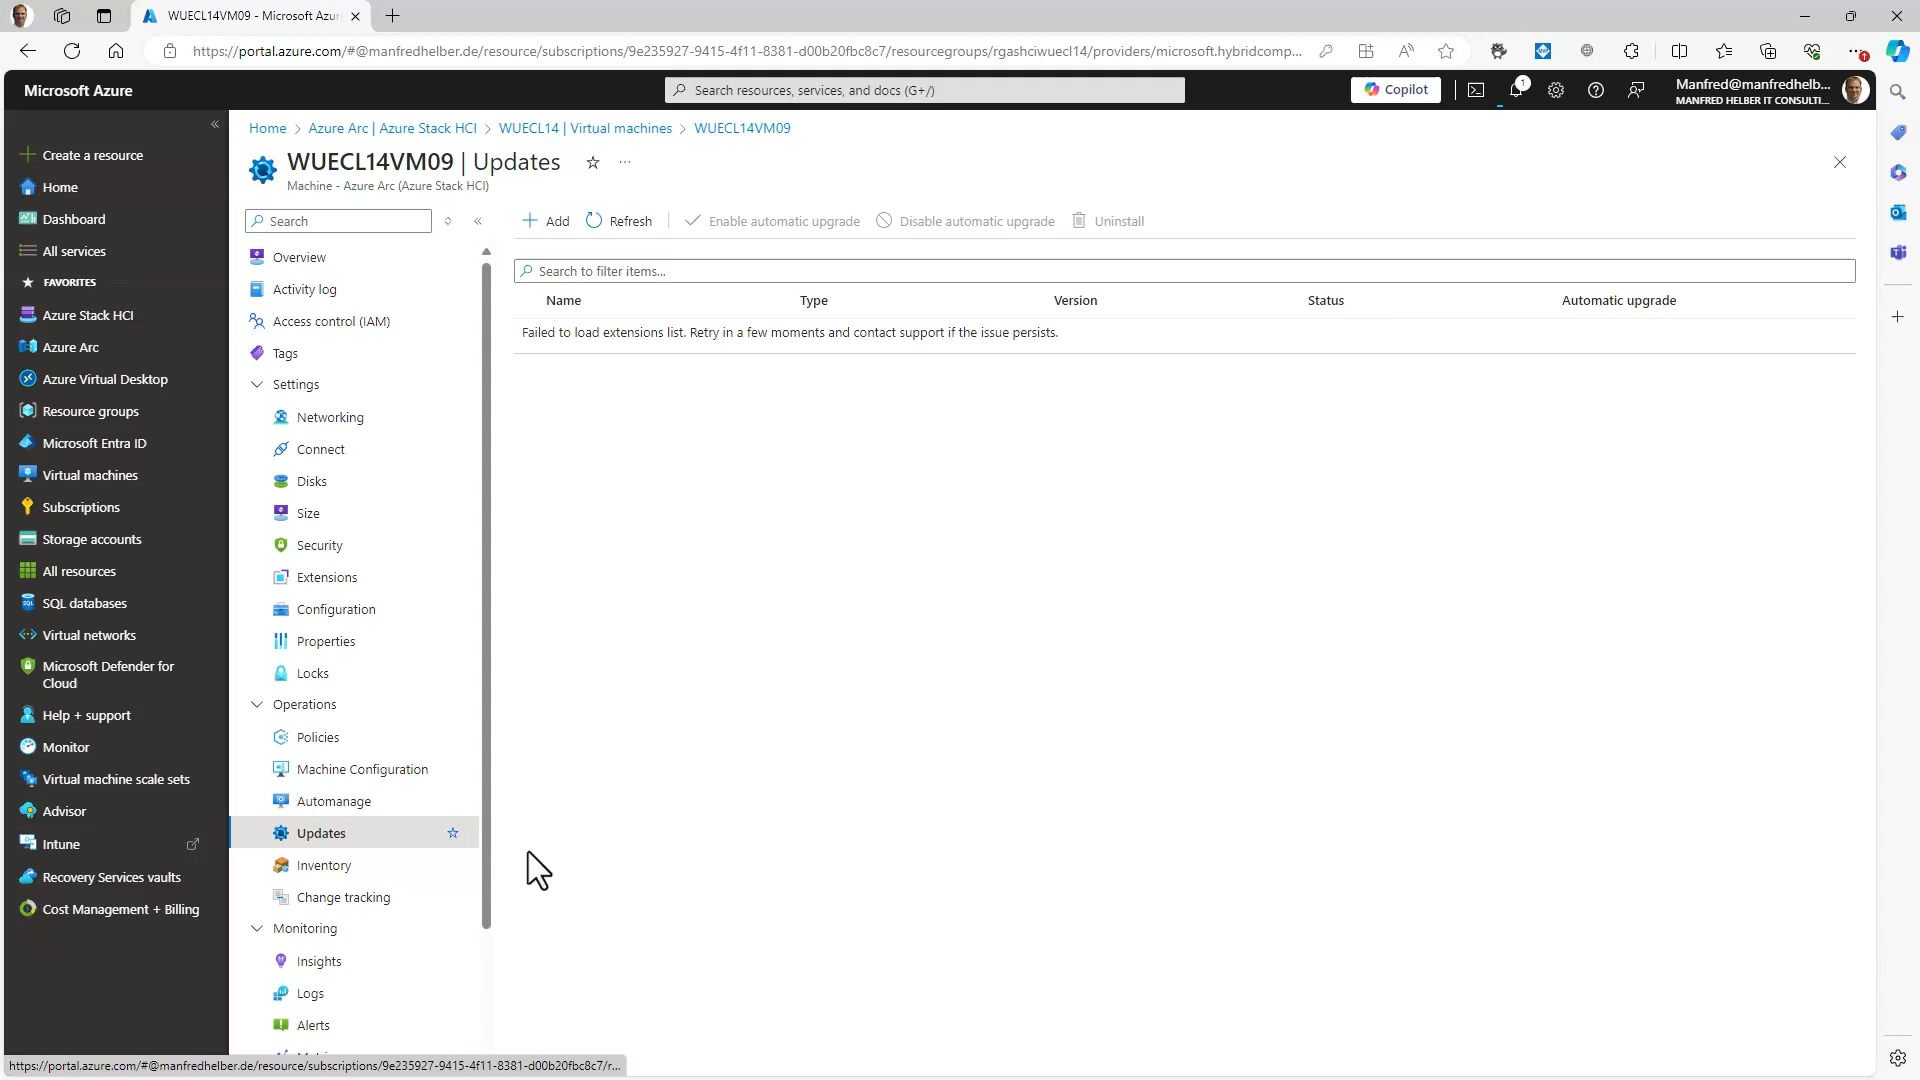 WUECL14VM09 - Microsoft Azur
https://portal.azure.com/#@manfredhelber.de/resource/subscriptions/9e235927-9415-4f11-8381-d00b20fbc8c7/resourcegroups/rgashciwuecl14/providers/microsoft.hybridcomp...
Microsoft Azure
Search resources, services, and docs (G+/)
Copilot
1
Manfred@manfredhelb...
MANFRED HELBER IT CONSULTI...
Create a resource
Home
Dashboard
All services
FAVORITES
Azure Stack HCI
Azure Arc
Azure Virtual Desktop
Resource groups
Microsoft Entra ID
Virtual machines
Subscriptions
Storage accounts
All resources
SQL databases
Virtual networks
Microsoft Defender for
Cloud
Help + support
Monitor
Virtual machine scale sets
Advisor
Intune
Recovery Services vaults
Cost Management + Billing
Home > Azure Arc | Azure Stack HCI > WUECL14 | Virtual machines > WUECL14VM09
WUECL14VM09 | Updates
Machine - Azure Arc (Azure Stack HCI)
Search
Overview
Activity log
Access control (IAM)
Tags
Settings
Networking
Connect
Disks
Size
Security
Extensions
Configuration
Properties
Locks
Operations
Policies
Machine Configuration
Automanage
Updates
Inventory
Change tracking
Monitoring
Insights
Logs
Alerts
Add Refresh Enable automatic upgrade Disable automatic upgrade Uninstall
Search to filter items...
Name Type Version Status Automatic upgrade
Failed to load extensions list. Retry in a few moments and contact support if the issue persists.
https://portal.azure.com/#@manfredhelber.de/resource/subscriptions/9e235927-9415-4f11-8381-d00b20fbc8c7/r...